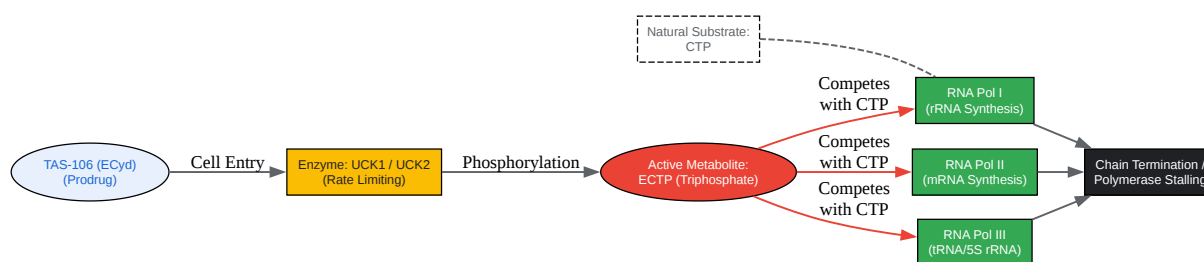 Natural Substrate:
CTP
Competes
with CTP
RNA Pol I
(rRNA Synthesis)
TAS-106 (ECyd)
(Prodrug)
Cell Entry
Enzyme: UCK1 / UCK2
(Rate Limiting)
Phosphorylation
Active Metabolite:
ECTP (Triphosphate)
Competes
with CTP
RNA Pol II
(mRNA Synthesis)
Chain Termination /
Polymerase Stalling
Competes
with CTP
RNA Pol III
(tRNA/5S rRNA)